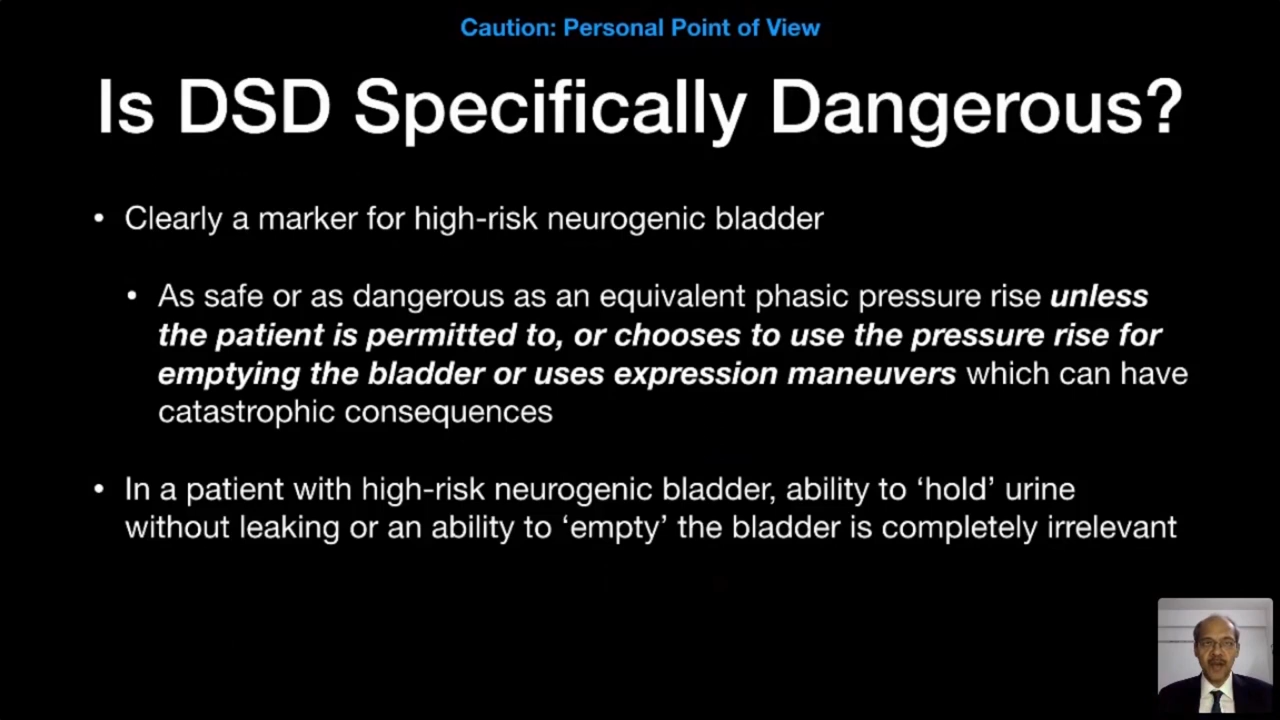 Caution: Personal Point of View
Is DSD Specifically Dangerous?
• Clearly a marker for high-risk neurogenic bladder
• As safe or as dangerous as an equivalent phasic pressure rise unless
the patient is permitted to, or chooses to use the pressure rise for
emptying the bladder or uses expression maneuvers which can have
catastrophic consequences
• In a patient with high-risk neurogenic bladder, ability to ‘hold’ urine
without leaking or an ability to ‘empty’ the bladder is completely irrelevant